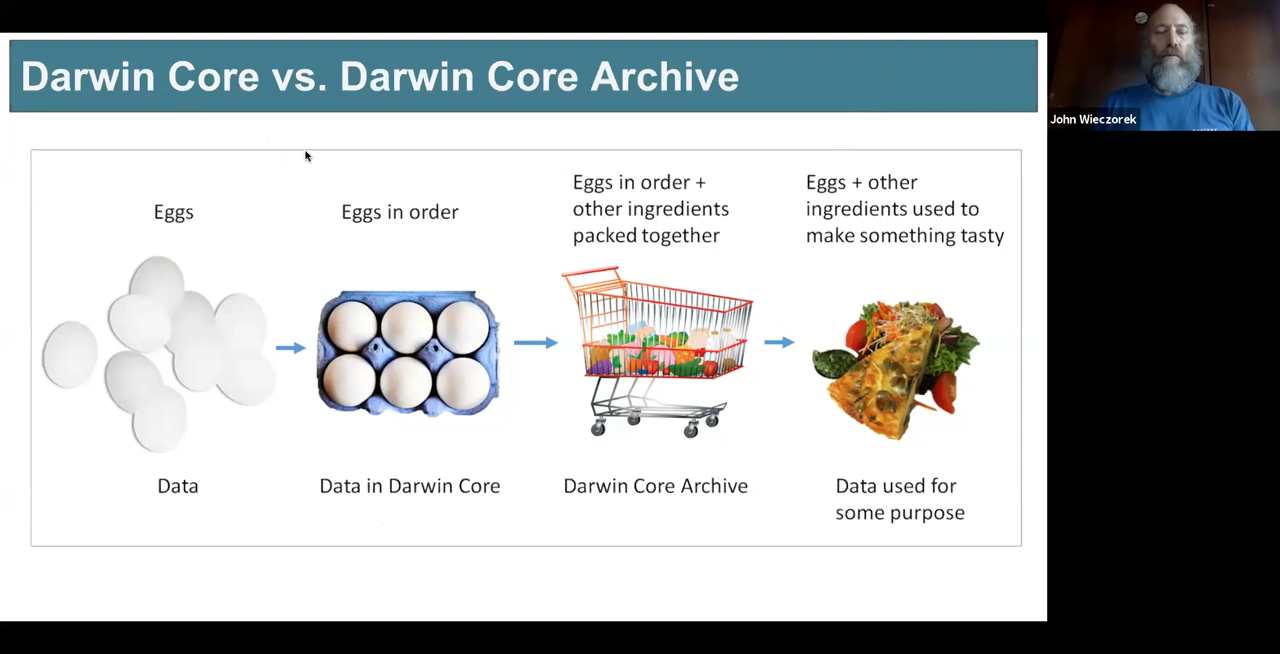 Darwin Core vs. Darwin Core Archive
John Wieczorek
Eggs
Eggs in order
Eggs in order +
other ingredients
packed together
Eggs + other
ingredients used to
make something tasty
Data
Data in Darwin Core
Darwin Core Archive
Data used for
some purpose